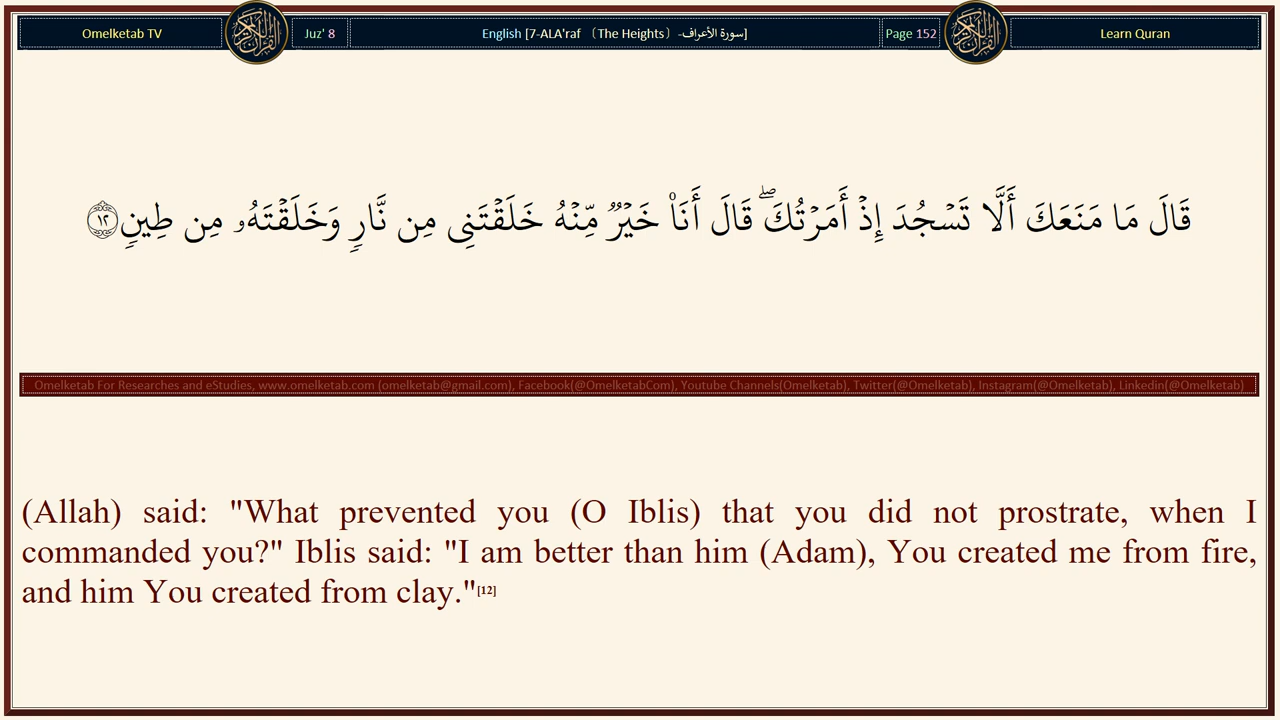 Omelketab TV
Juz' 8
English [7-ALA'raf （The Heights） -سورة الأعراف]
Page 152
Learn Quran
قَالَ مَا مَنَعَكَ أَلَّا تَسۡجُدَ إِذۡ أَمَرۡتُكَۖ قَالَ أَنَا۠ خَيۡرٞ مِّنۡهُ خَلَقۡتَنِي مِن نَّارٖ وَخَلَقۡتَهُۥ مِن طِينٖ ١٢
Omelketab For Researches and eStudies, www.omelketab.com (omelketab@gmail.com), Facebook(@OmelketabCom), Youtube Channels(Omelketab), Twitter(@Omelketab), Instagram(@Omelketab), Linkedin(@Omelketab)
(Allah) said: "What prevented you (O Iblis) that you did not prostrate, when I
commanded you?" Iblis said: "I am better than him (Adam), You created me from fire,
and him You created from clay."[12]